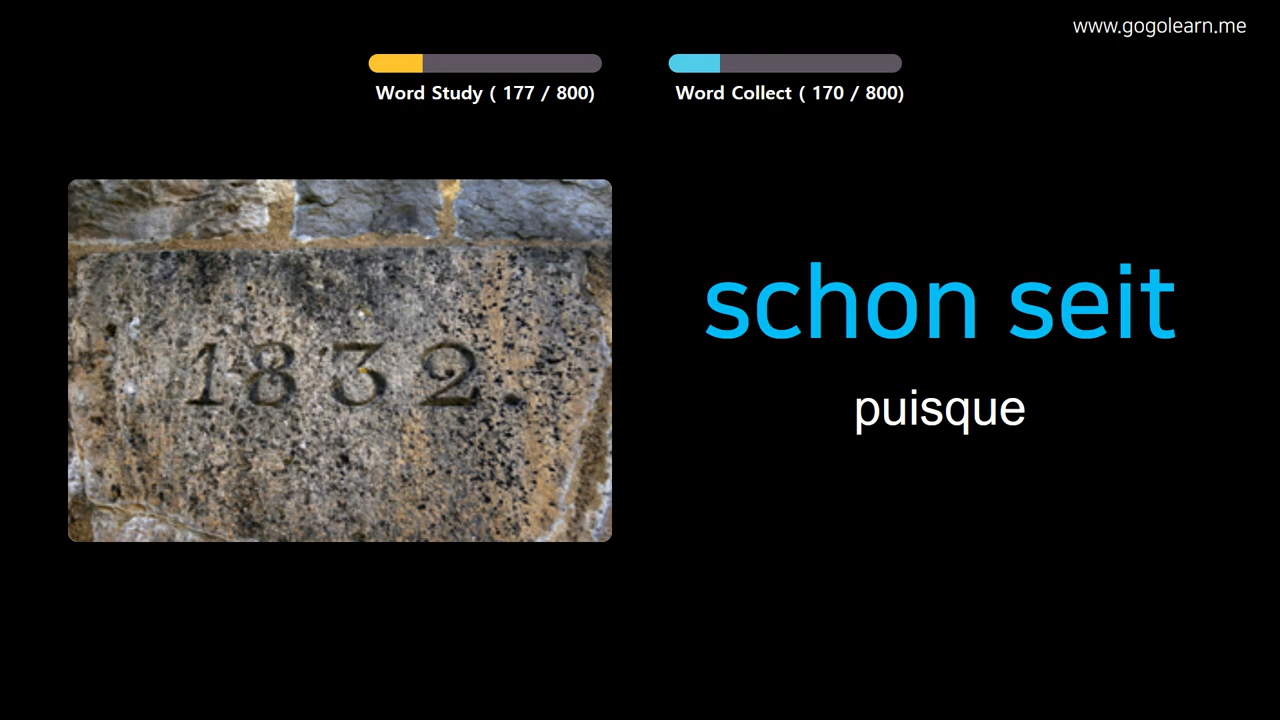 www.gogolearn.me
Word Study ( 177 / 800)
Word Collect ( 170 / 800)
1832.
schon seit
puisque